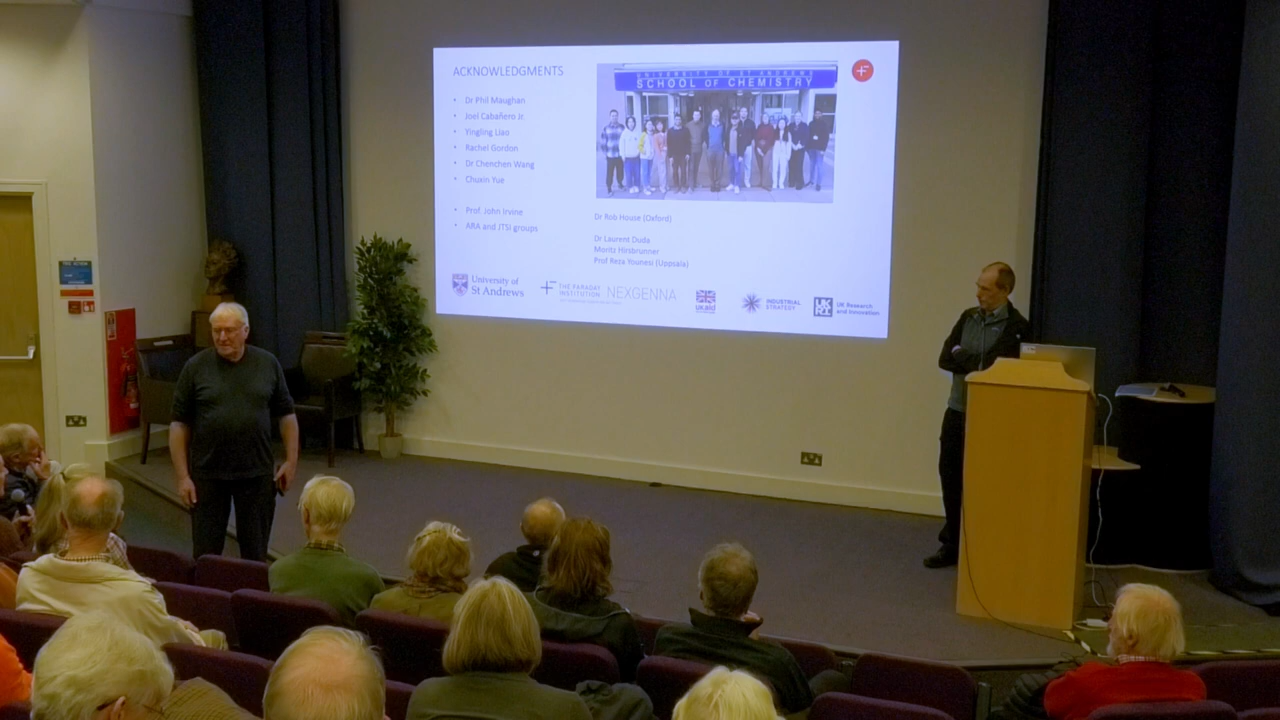 ACKNOWLEDGMENTS
• Dr Phil Maughan
• Joel Cabañero Jr.
• Yingling Liao
• Rachel Gordon
• Dr Chenchen Wang
• Chuxin Yue
• Prof. John Irvine
• ARA and JTSI groups
UNIVERSITY OF ST ANDREWS
SCHOOL OF CHEMISTRY
Dr Rob House (Oxford)
Dr Laurent Duda
Moritz Hirsbrunner
Prof Reza Younesi (Uppsala)
University of
St Andrews
THE FARADAY
INSTITUTION
NEXGENNA
ukaid
INDUSTRIAL
STRATEGY
UK
RI
UK Research
and Innovation